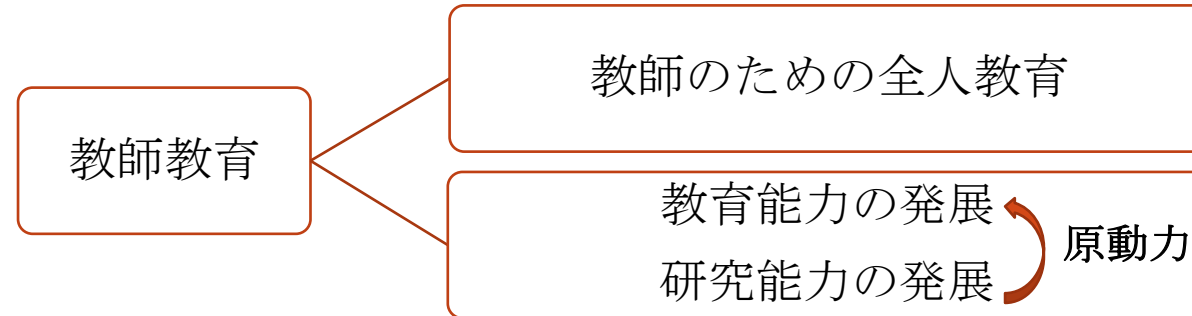 教師教育
教師のための全人教育
教育能力の発展
研究能力の発展
原動力